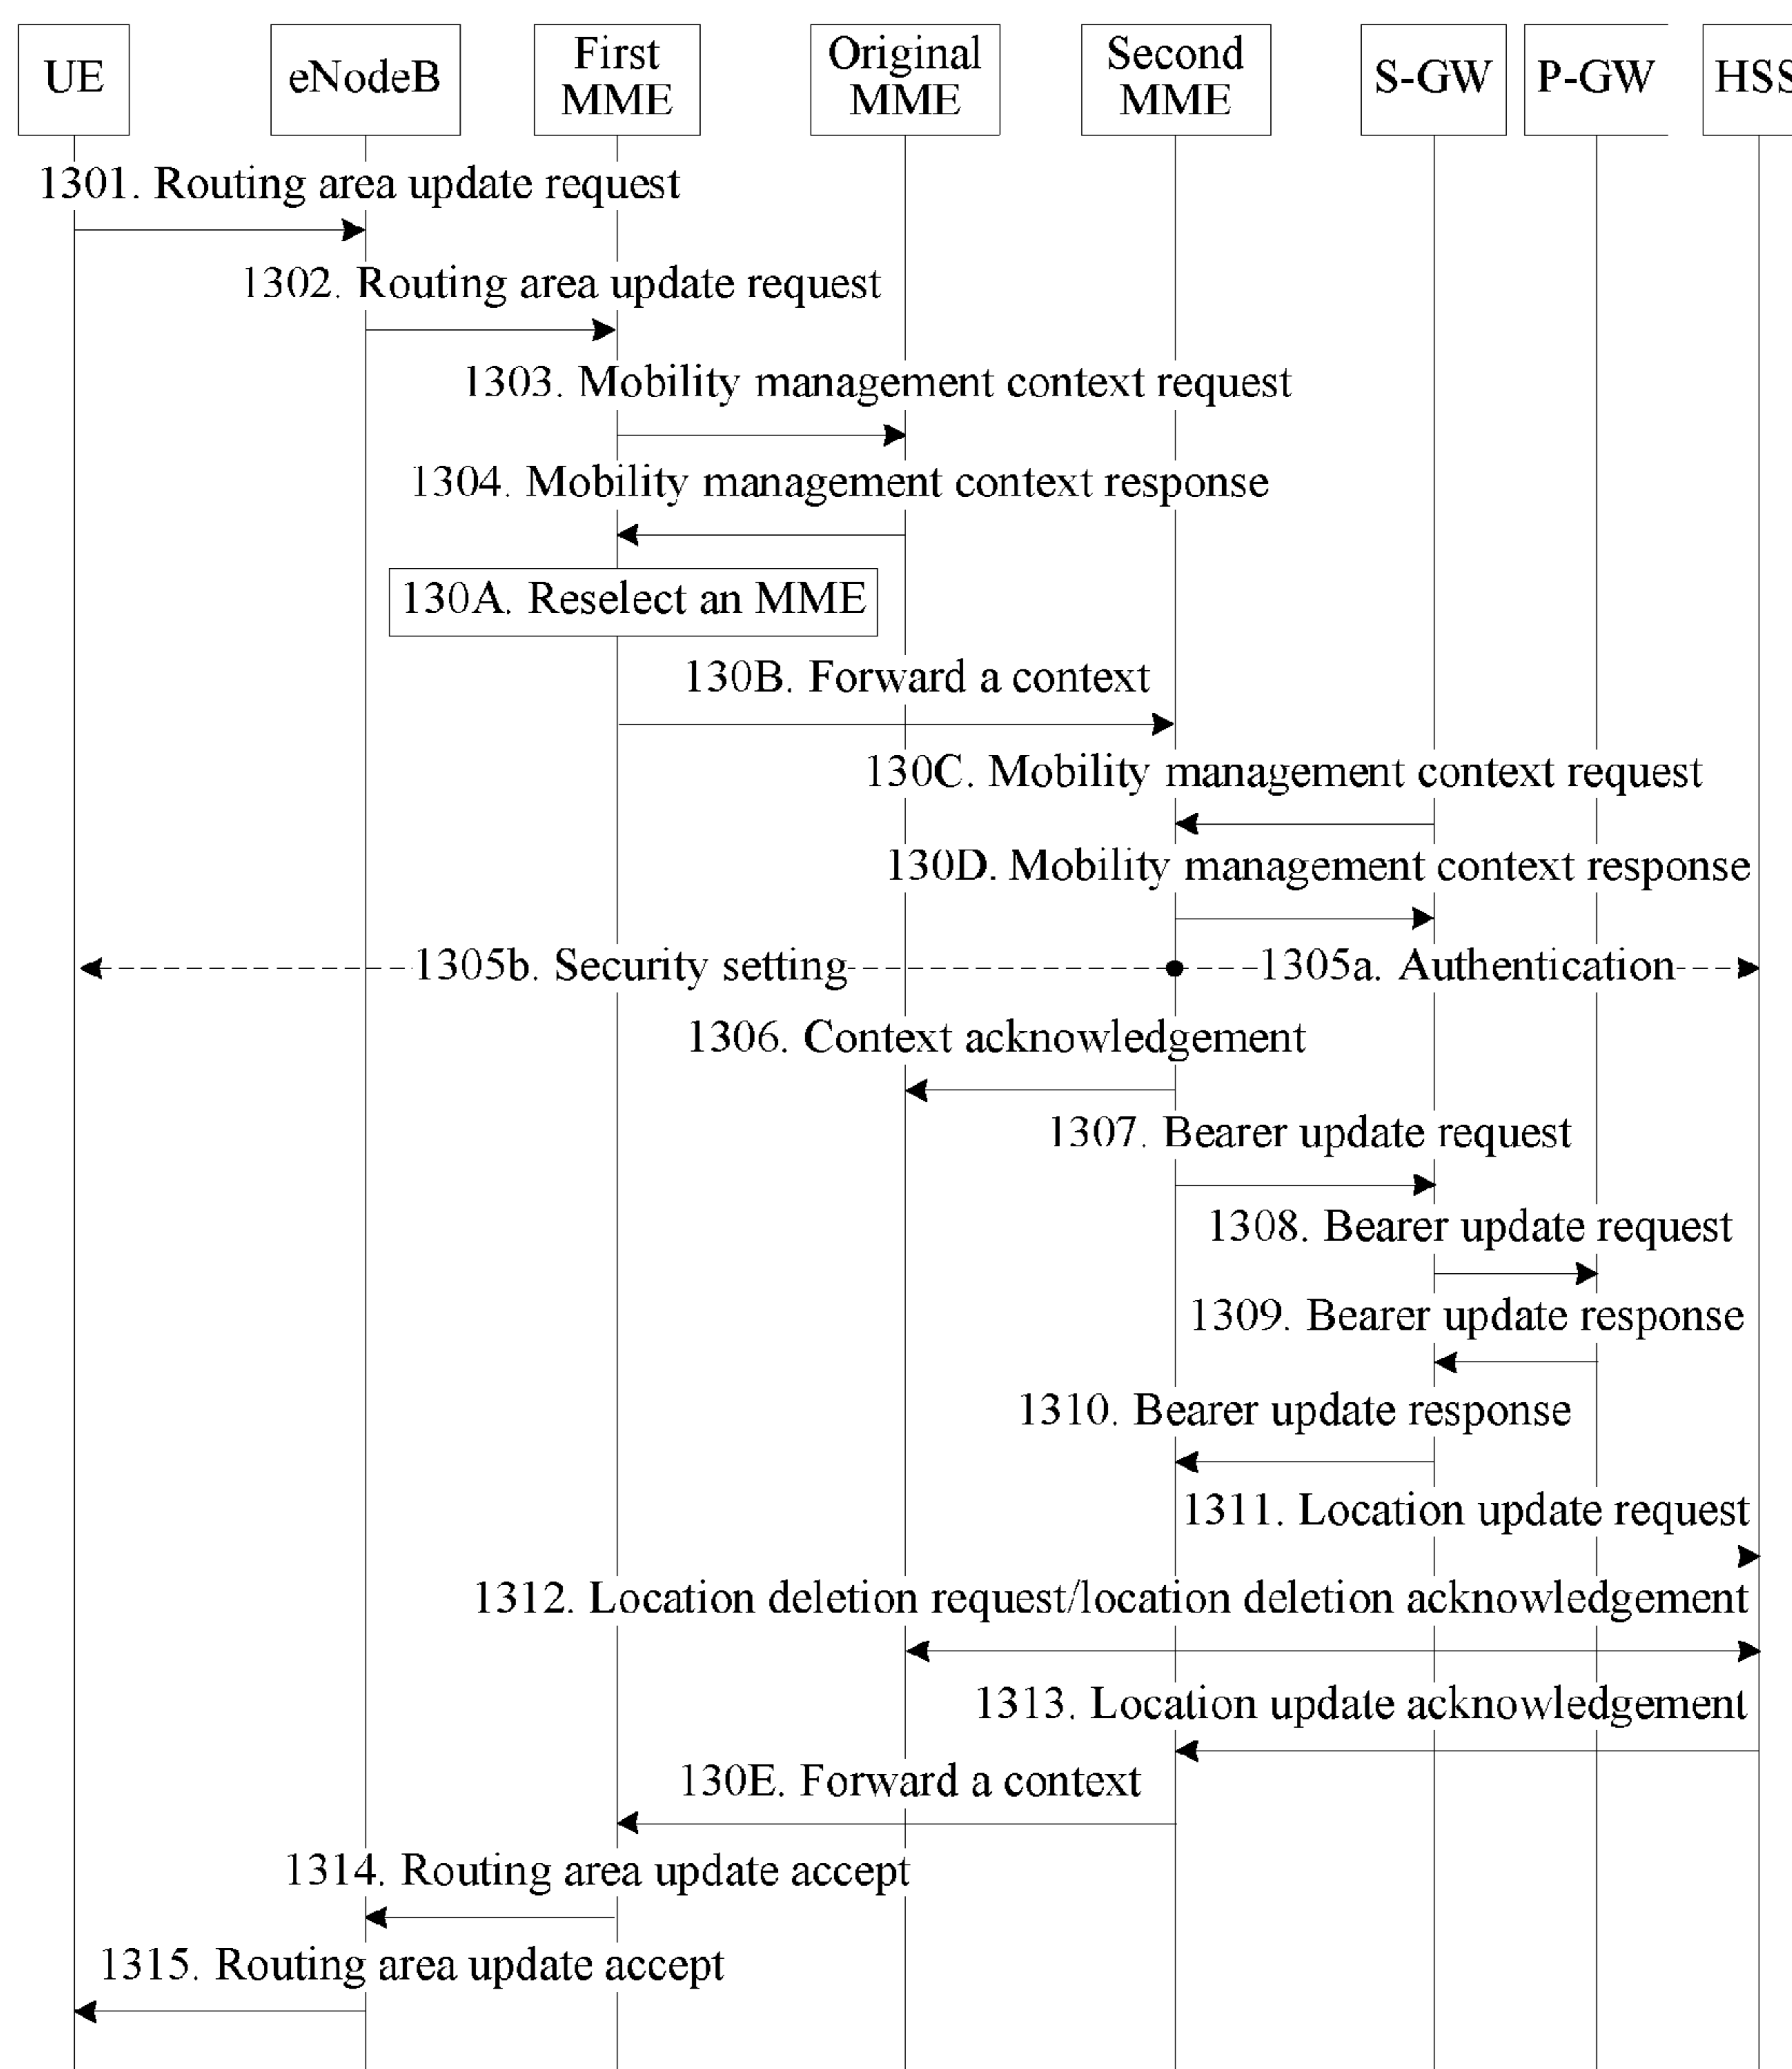 UE
eNodeB
First
MME
Original
MME
Second
MME
S-GW
P-GW
HSS
1301. Routing area update request
1302. Routing area update request
1303. Mobility management context request
1304. Mobility management context response
130A. Reselect an MME
130B. Forward a context
130C. Mobility management context request
130D. Mobility management context response
1305b. Security setting
1305a. Authentication
1306. Context acknowledgement
1307. Bearer update request
1308. Bearer update request
1309. Bearer update response
1310. Bearer update response
1311. Location update request
1312. Location deletion request/location deletion acknowledgement
1313. Location update acknowledgement
130E. Forward a context
1314. Routing area update accept
1315. Routing area update accept